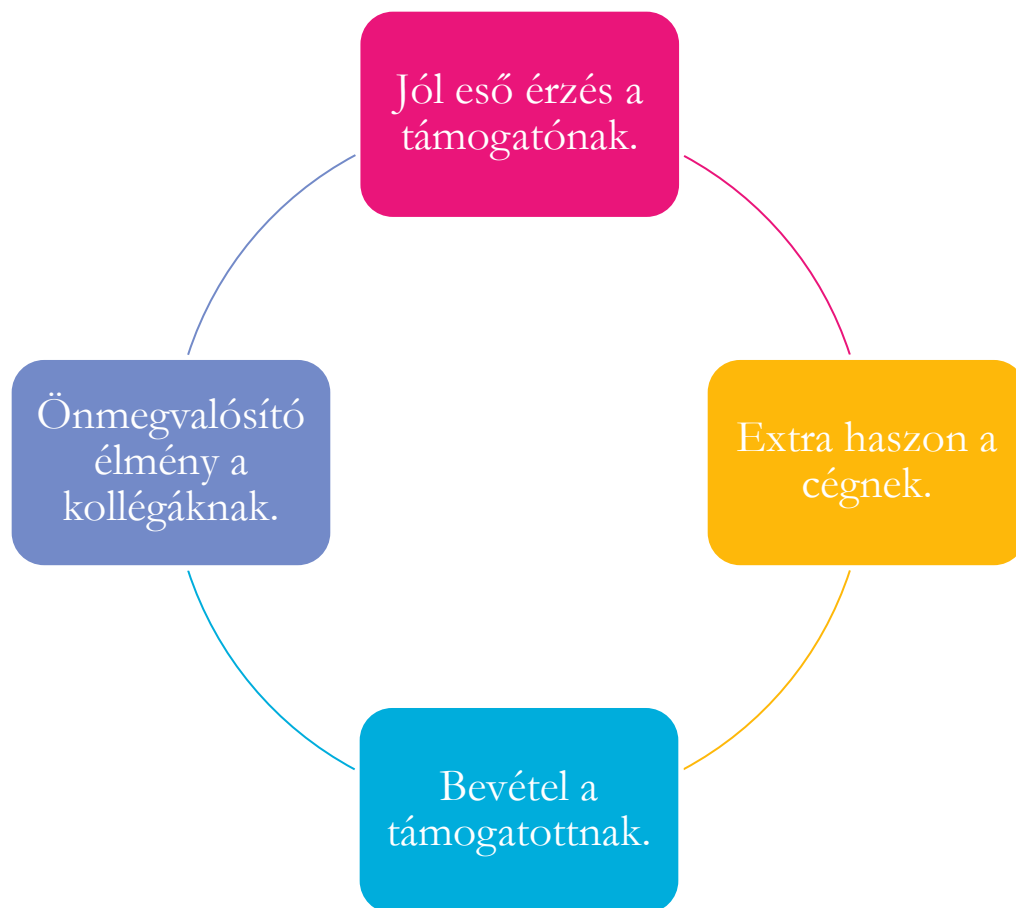 Jól eső érzés a
támogatónak.
Extra haszon a
cégnek.
Bevétel a
támogatottnak.
Önmegvalósító
élmény a
kollégáknak.